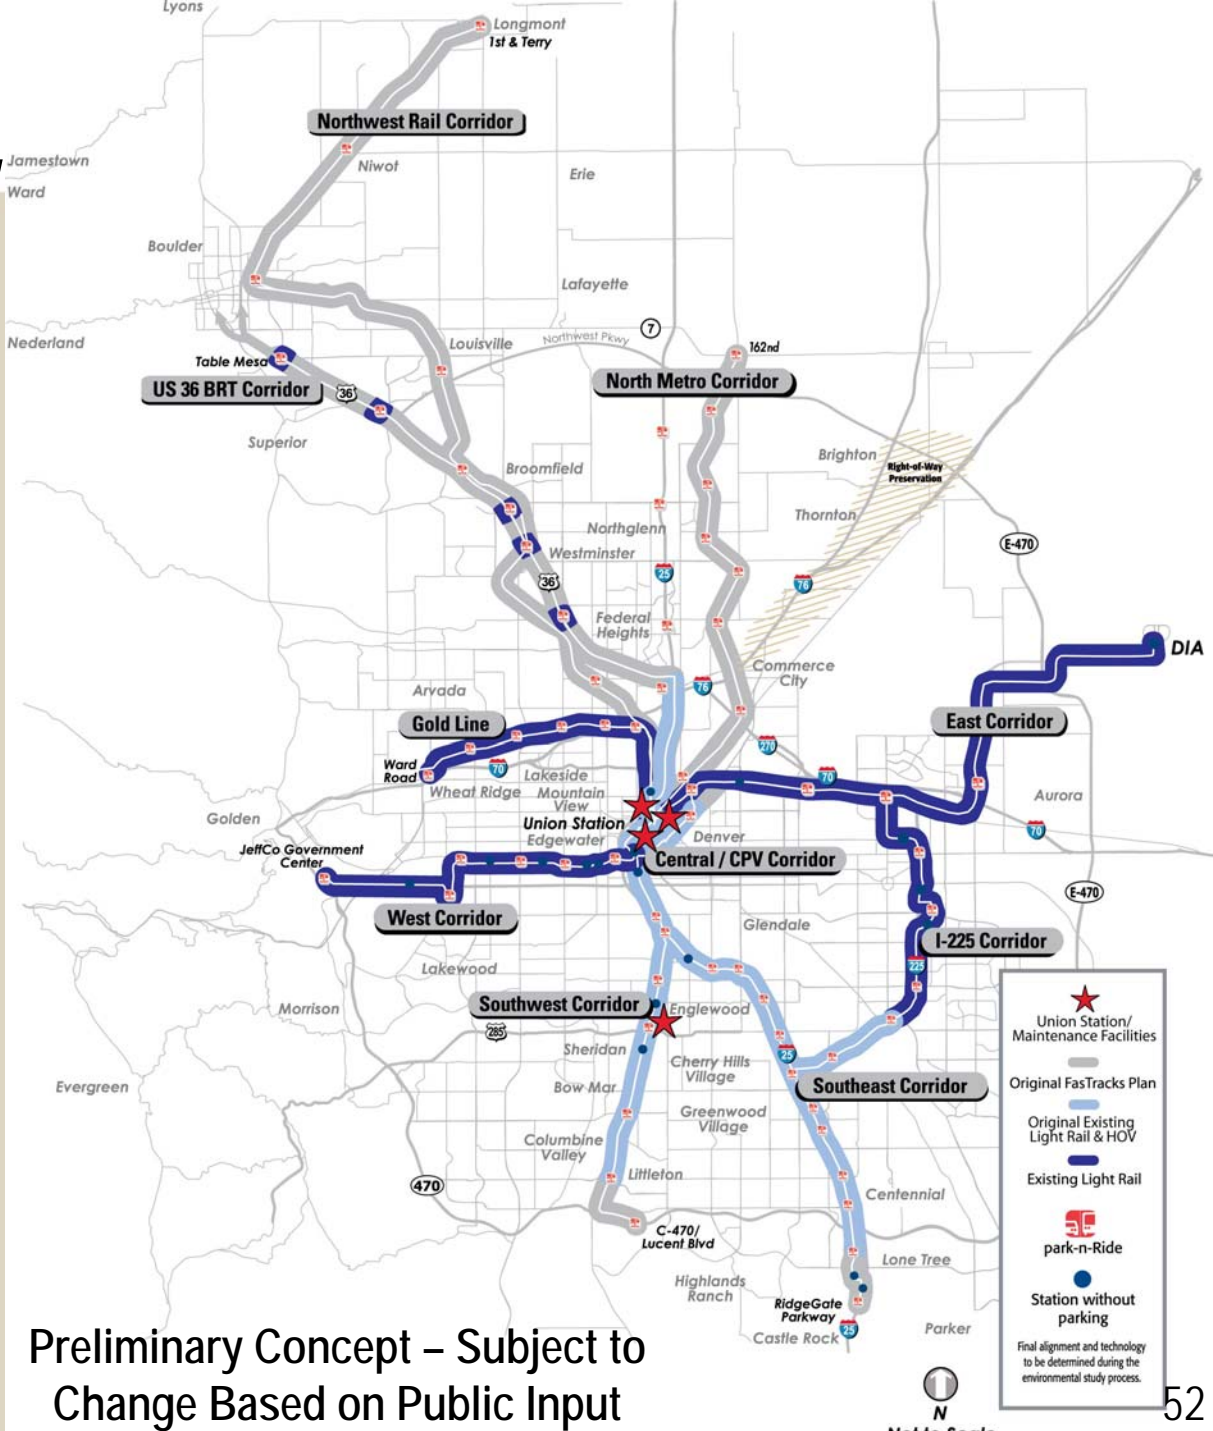 Lyons
Longmont
1st & Terry
Northwest Rail Corridor
Jamestown
Niwot
Erie
Ward
Boulder
Lafayette
7
Nederland
Louisville
Northwest Pkwy
162nd
Table Mesa
US 36 BRT Corridor
36
North Metro Corridor
Superior
Broomfield
Brighton
Right-of-Way
Preservation
Northglenn
Thornton
Westminster
E-470
25
76
36
Federal
Heights
DIA
Commerce
City
Arvada
76
Gold Line
East Corridor
270
Ward
Road
70
Lakeside
70
Wheat Ridge
Mountain
View
Aurora
Golden
Union Station
Edgewater
Denver
70
JeffCo Government
Center
Central / CPV Corridor
E-470
West Corridor
Glendale
I-225 Corridor
Lakewood
225
Morrison
Southwest Corridor
Englewood
285
Sheridan
25
Cherry Hills
Village
Evergreen
Bow Mar
Southeast Corridor
Greenwood
Village
Columbine
Valley
Littleton
470
Centennial
C-470/
Lucent Blvd
Lone Tree
Highlands
Ranch
RidgeGate
Parkway
25
Castle Rock
Parker
Union Station/
Maintenance Facilities
Original FasTracks Plan
Original Existing
Light Rail & HOV
Existing Light Rail
park-n-Ride
Station without
parking
Final alignment and technology
to be determined during the
environmental study process.
N
Not to Scale
Preliminary Concept – Subject to
Change Based on Public Input
52